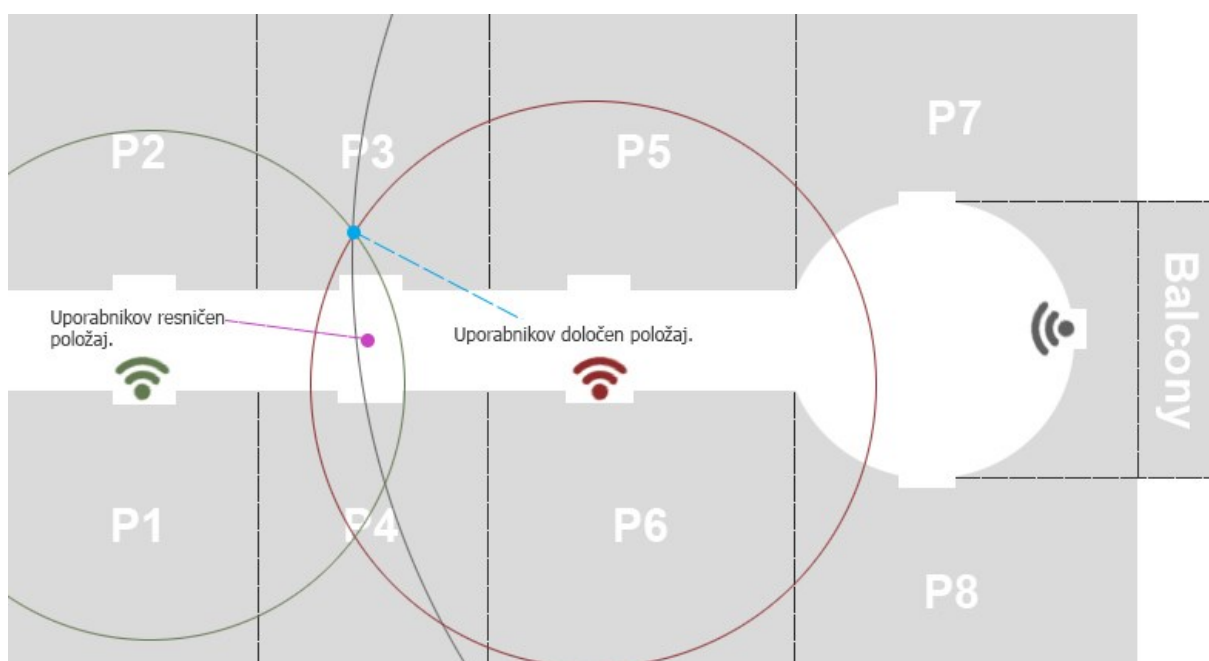 P7
P2
P3
P5
Balcony
Uporabnikov resničen
položaj.
Uporabnikov določen položaj.
P1
P4
P6
P8